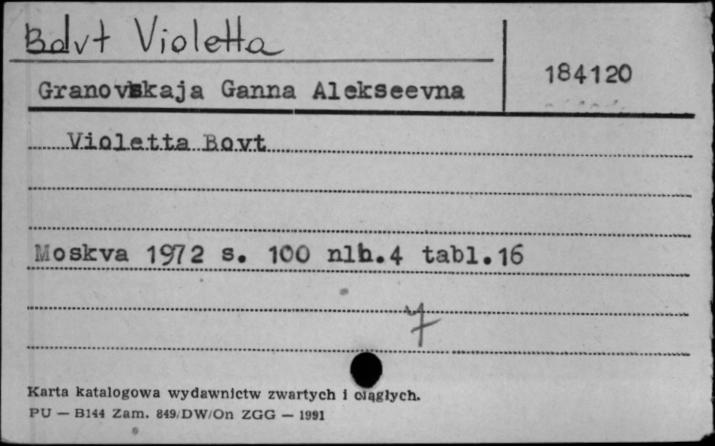 Bovt Violetta
Granovskaja Ganna Alekseevna
184120
Violetta Bovt
Moskva 1972 s. 100 nlb.4 tabl.16
7
Karta katalogowa wydawnictw zwartych i ciągłych.
PU — B144 Zam. 849/DW/On ZGG — 1991